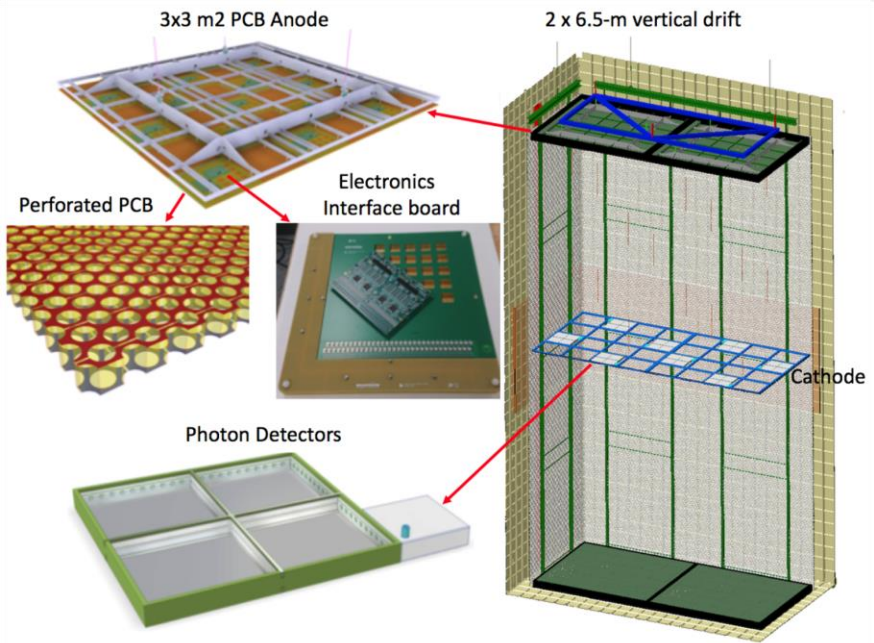 3x3 m2 PCB Anode
2 x 6.5-m vertical drift
Electronics
Interface board
Perforated PCB
Cathode
Photon Detectors